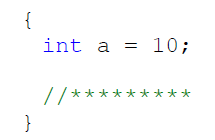 {
int a = 10;
//*********
}